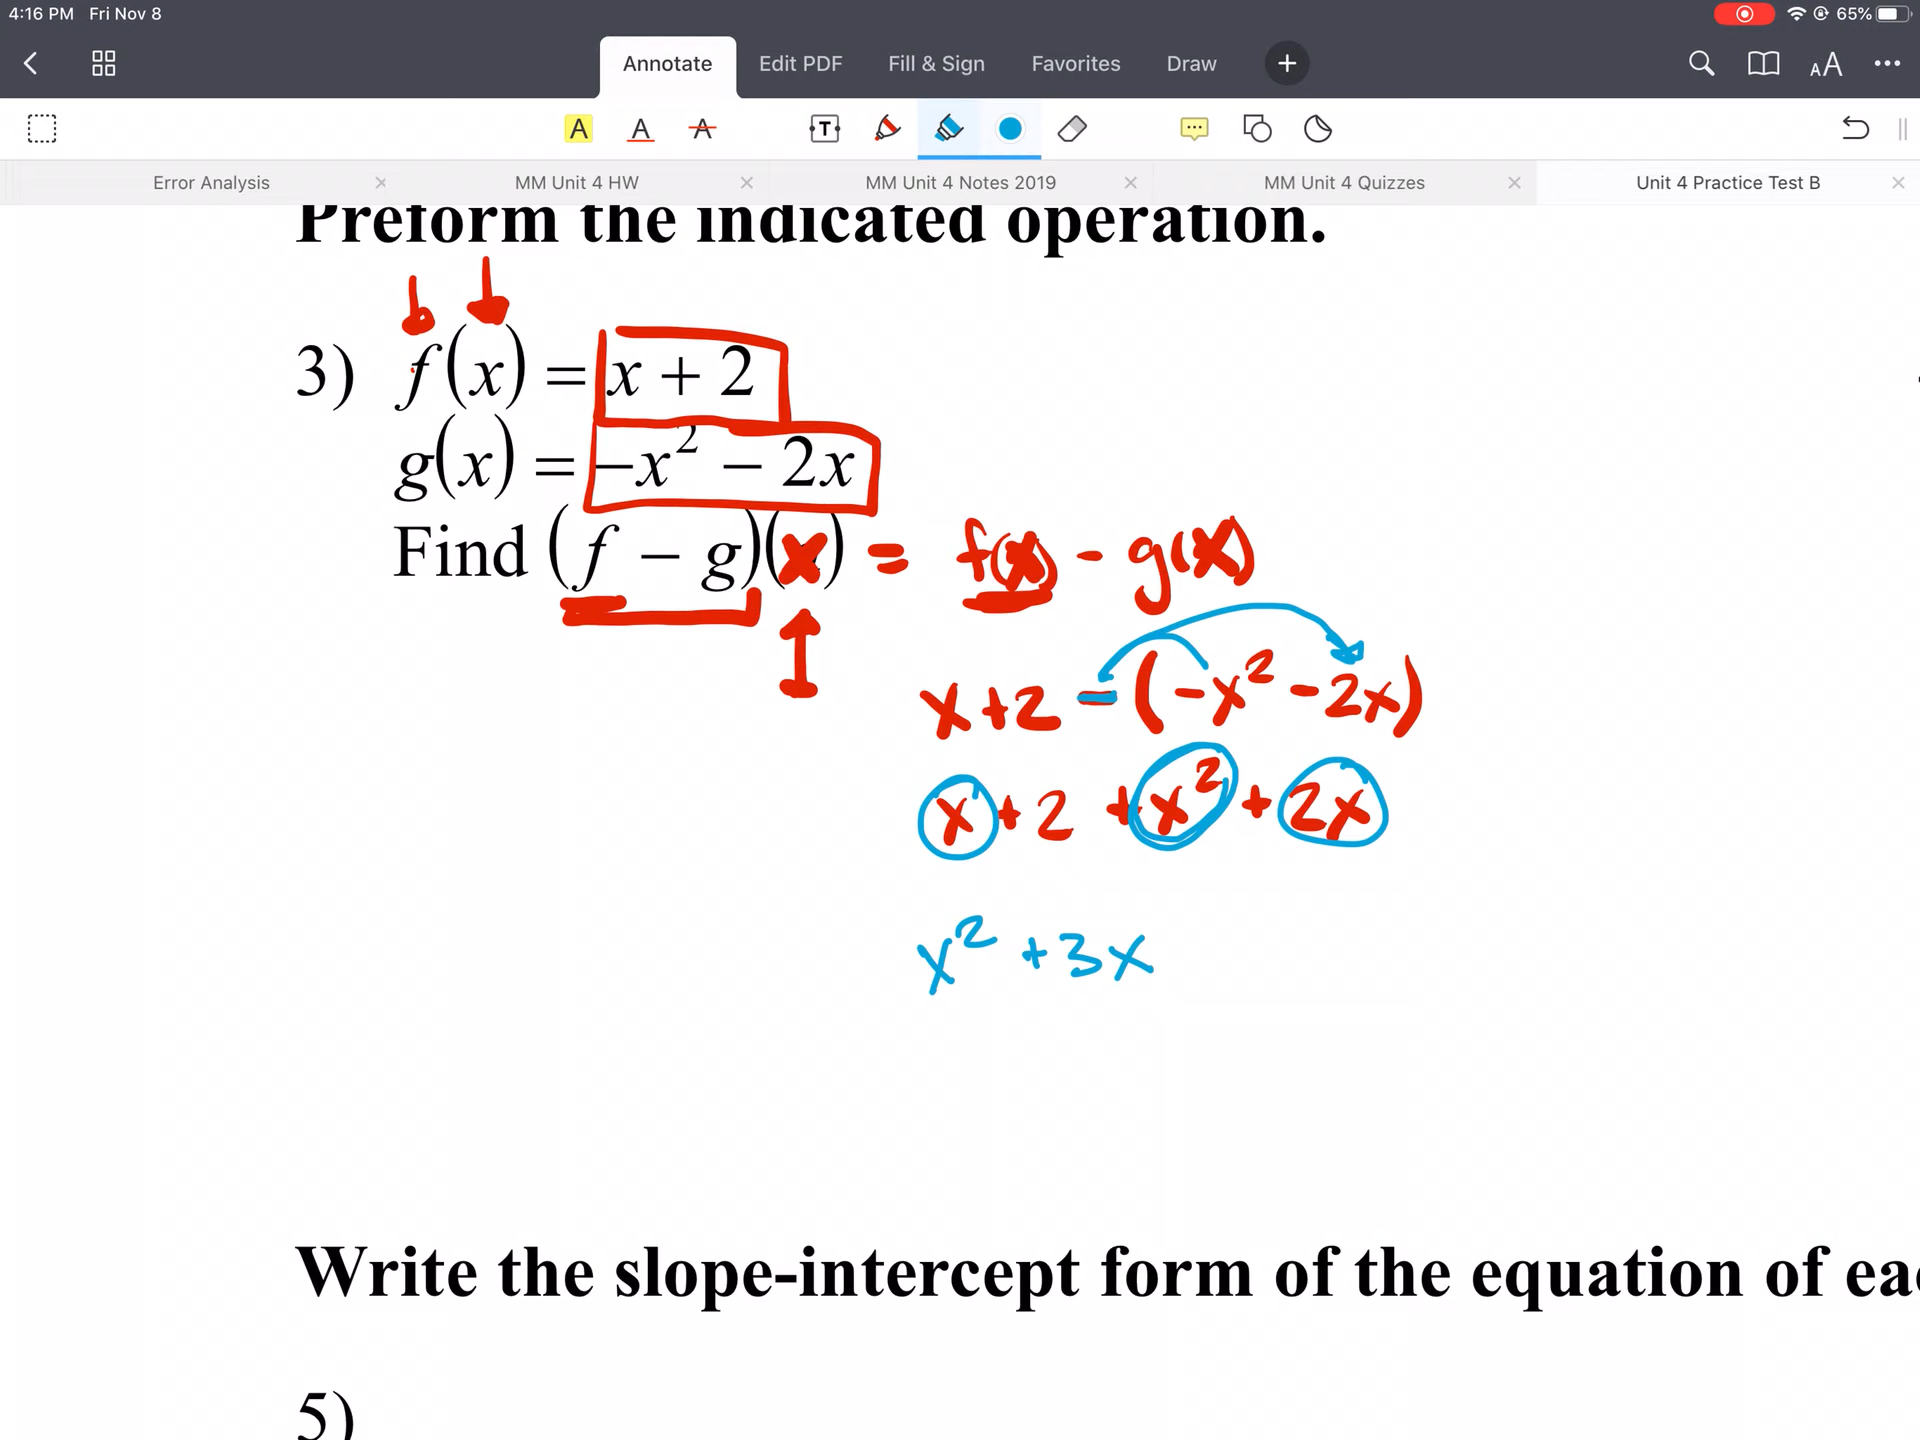 4:16 PM Fri Nov 8 65%
Annotate Edit PDF Fill & Sign Favorites Draw +
AA
A A A T
Error Analysis × MM Unit 4 HW × MM Unit 4 Notes 2019 × MM Unit 4 Quizzes × Unit 4 Practice Test B ×
Preform the indicated operation.
3) f(x) = x + 2
g(x) = −x² − 2x
Find (f − g)(x) = f(x) - g(x)
x + 2 - (-x² - 2x)
x + 2 + x² + 2x
x² + 3x
Write the slope-intercept form of the equation of
5)